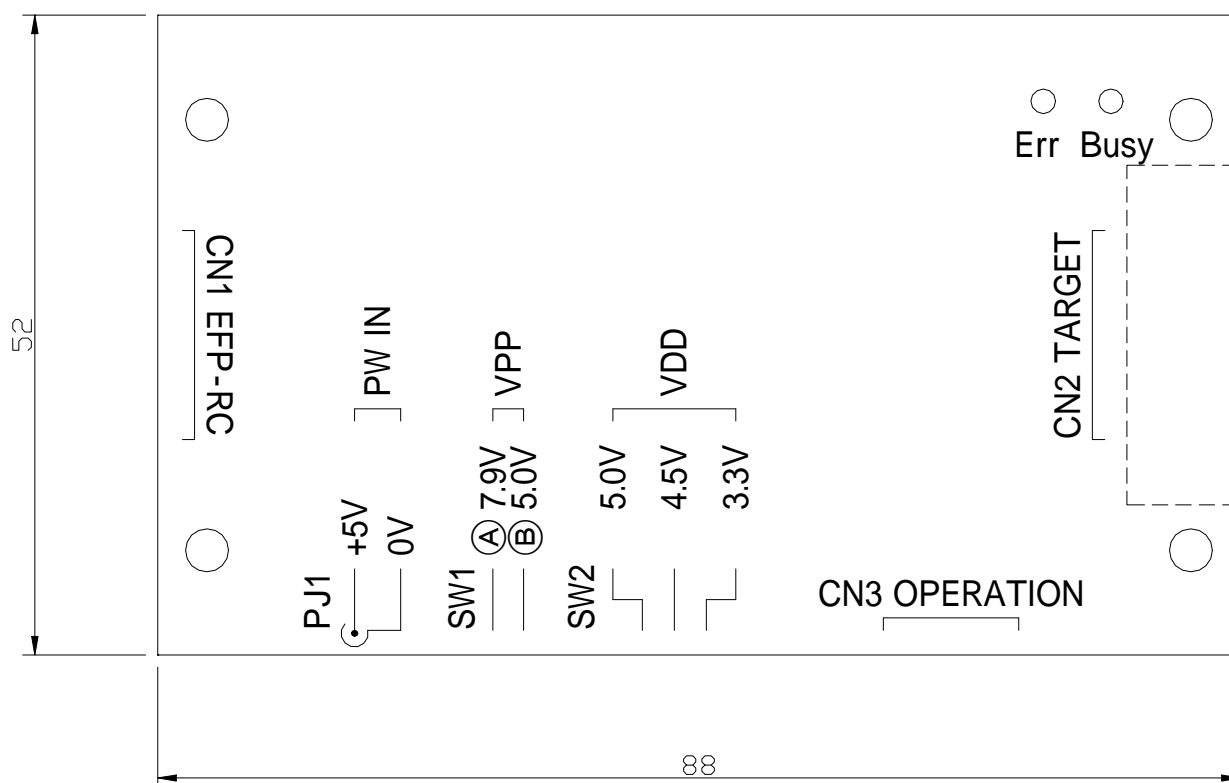 Err Busy
52
CN1 EFP-RC
PW IN
VPP
VDD
CN2 TARGET
+5V
0V
Ⓐ 7.9V
Ⓑ 5.0V
5.0V
4.5V
3.3V
PJ1
SW1
SW2
CN3 OPERATION
88